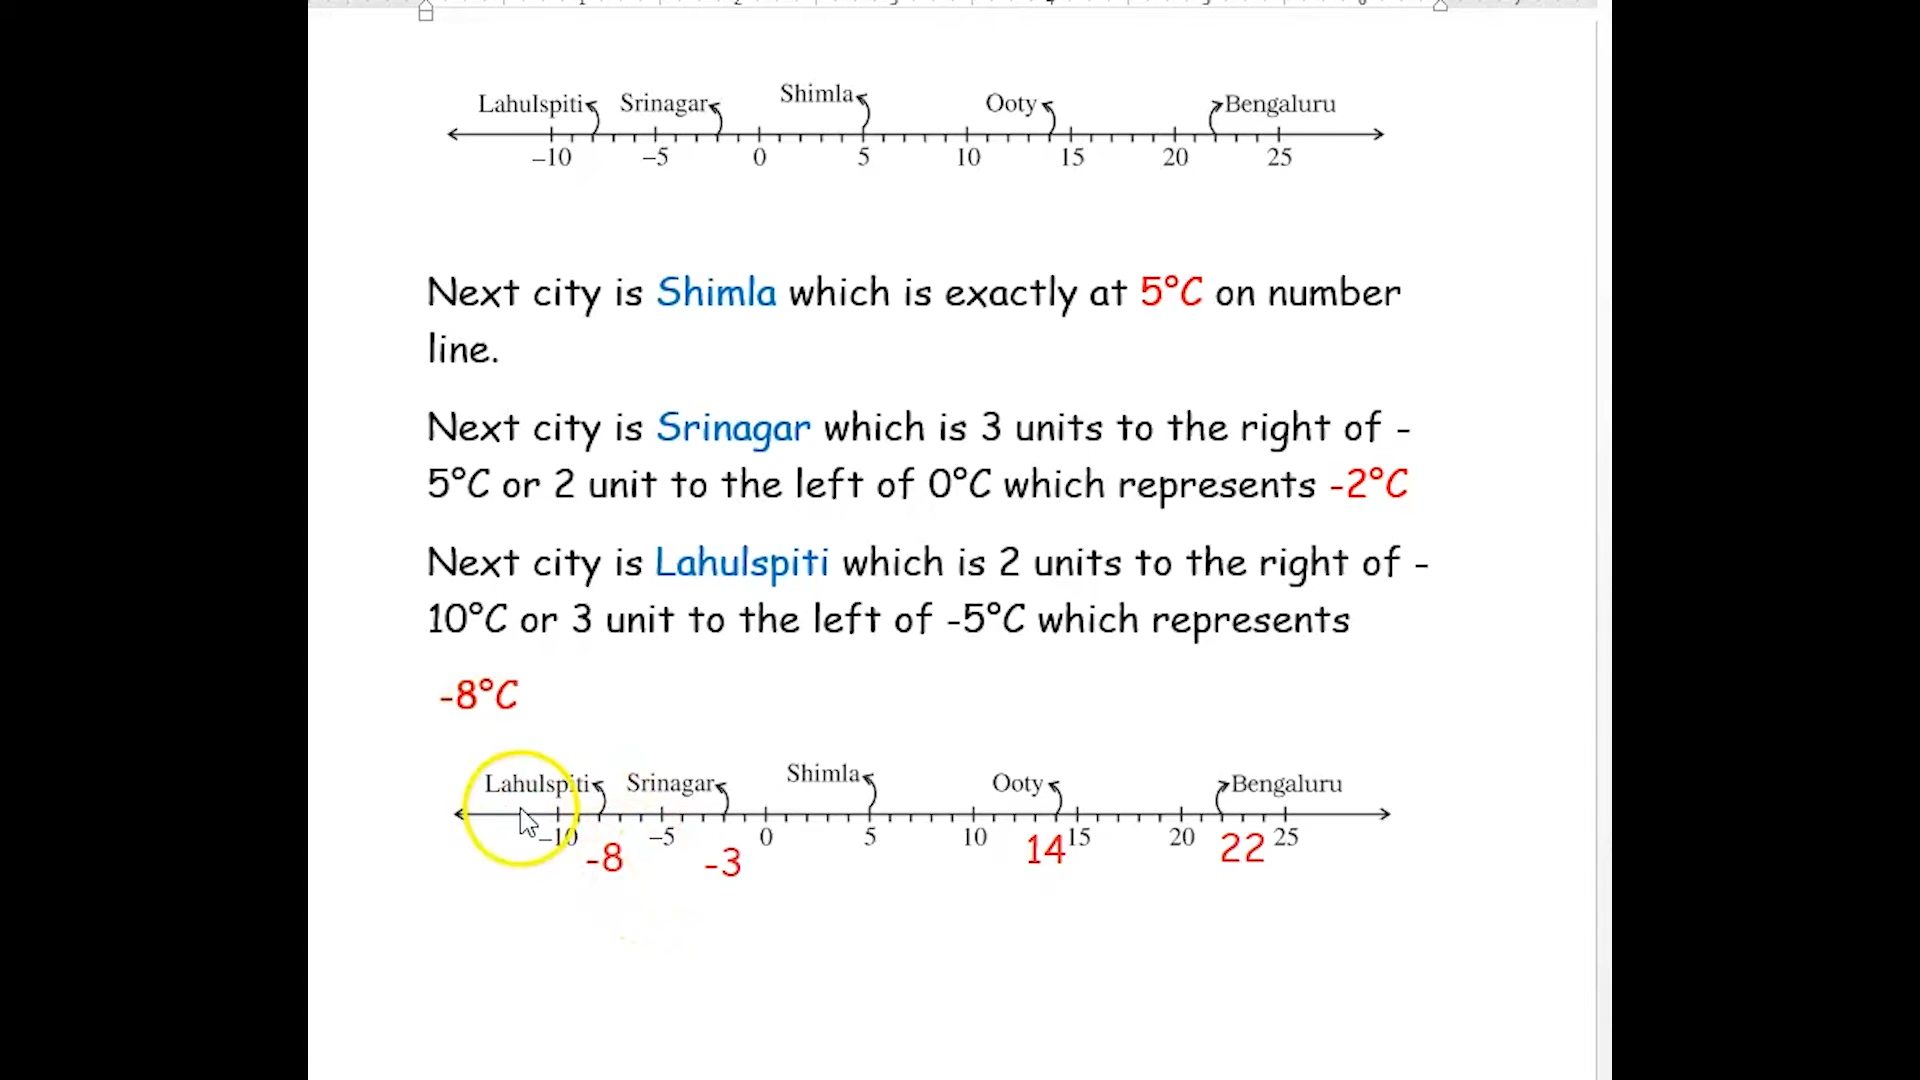 Lahulspiti Srinagar Shimla Ooty Bengaluru
–10 –5 0 5 10 15 20 25
Next city is Shimla which is exactly at 5°C on number
line.
Next city is Srinagar which is 3 units to the right of -
5°C or 2 unit to the left of 0°C which represents -2°C
Next city is Lahulspiti which is 2 units to the right of -
10°C or 3 unit to the left of -5°C which represents
-8°C
Lahulspiti Srinagar Shimla Ooty Bengaluru
–10 –5 0 5 10 15 20 25
-8 -3 14 22